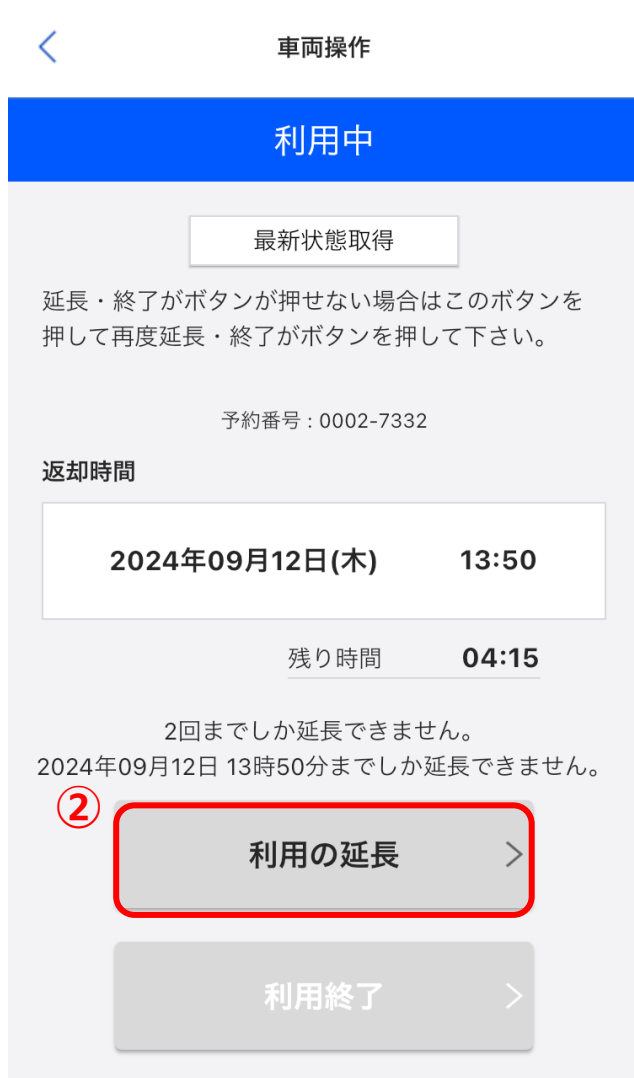 車両操作
利用中
最新状態取得
延長・終了がボタンが押せない場合はこのボタンを
押して再度延長・終了がボタンを押して下さい。
予約番号 : 0002-7332
返却時間
2024年09月12日(木) 13:50
残り時間 04:15
2回までしか延長できません。
2024年09月12日 13時50分までしか延長できません。
②
利用の延長
利用終了